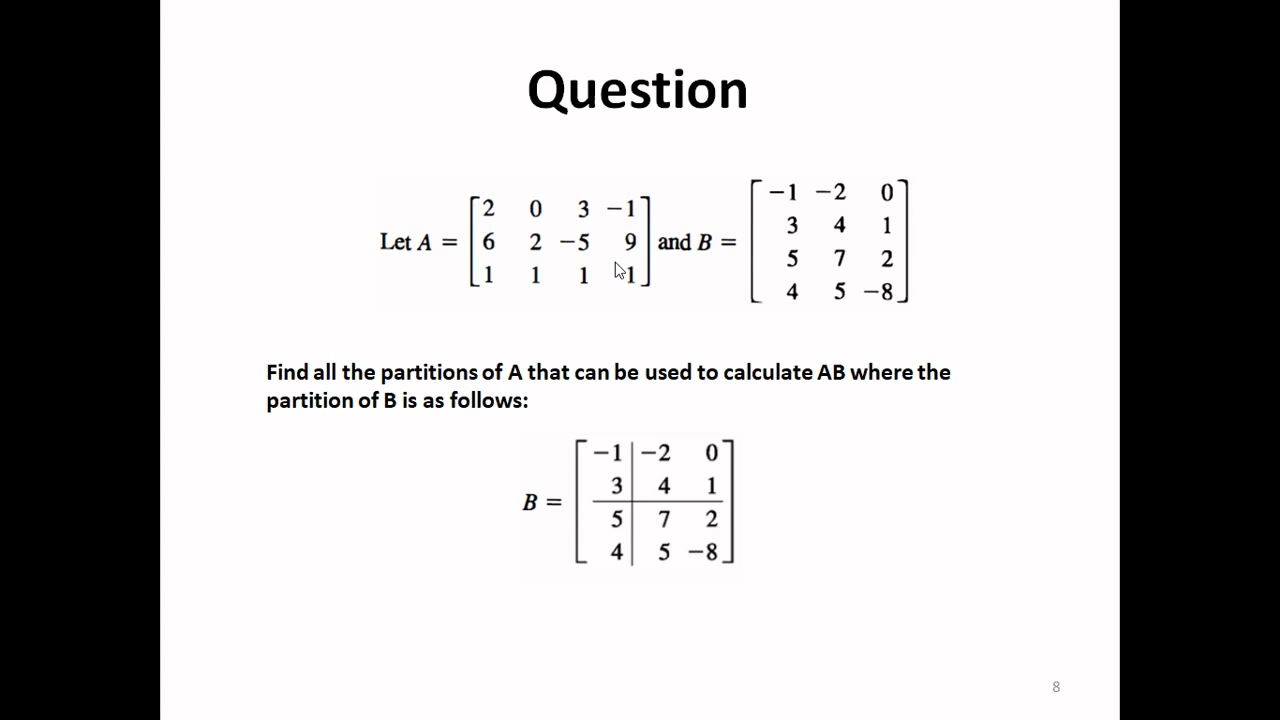 Question
Let A = [2 0 3 −1 and B = [−1 −2 0
6 2 −5 9 3 4 1
1 1 1 1] 5 7 2
4 5 −8]
Find all the partitions of A that can be used to calculate AB where the
partition of B is as follows:
B = [−1 | −2 0
3 | 4 1
5 | 7 2
4 | 5 −8]
8